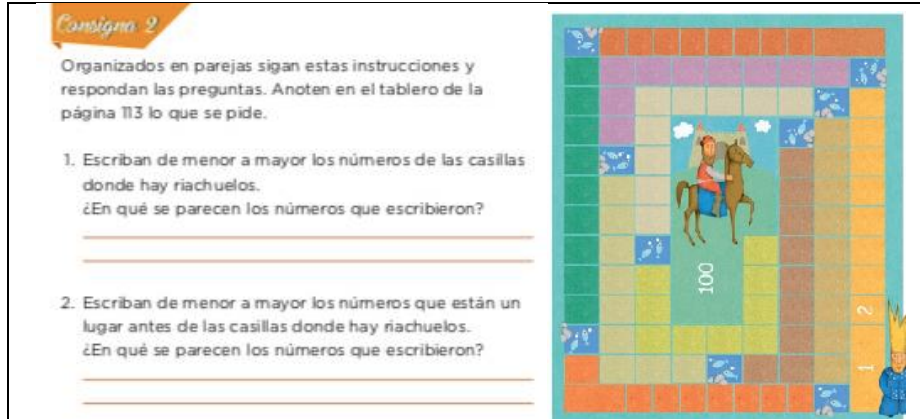 Consigna 2
Organizados en parejas sigan estas instrucciones y
respondan las preguntas. Anoten en el tablero de la
página 113 lo que se pide.
1. Escriban de menor a mayor los números de las casillas
donde hay riachuelos.
¿En qué se parecen los números que escribieron?
2. Escriban de menor a mayor los números que están un
lugar antes de las casillas donde hay riachuelos.
¿En qué se parecen los números que escribieron?
100
2
1